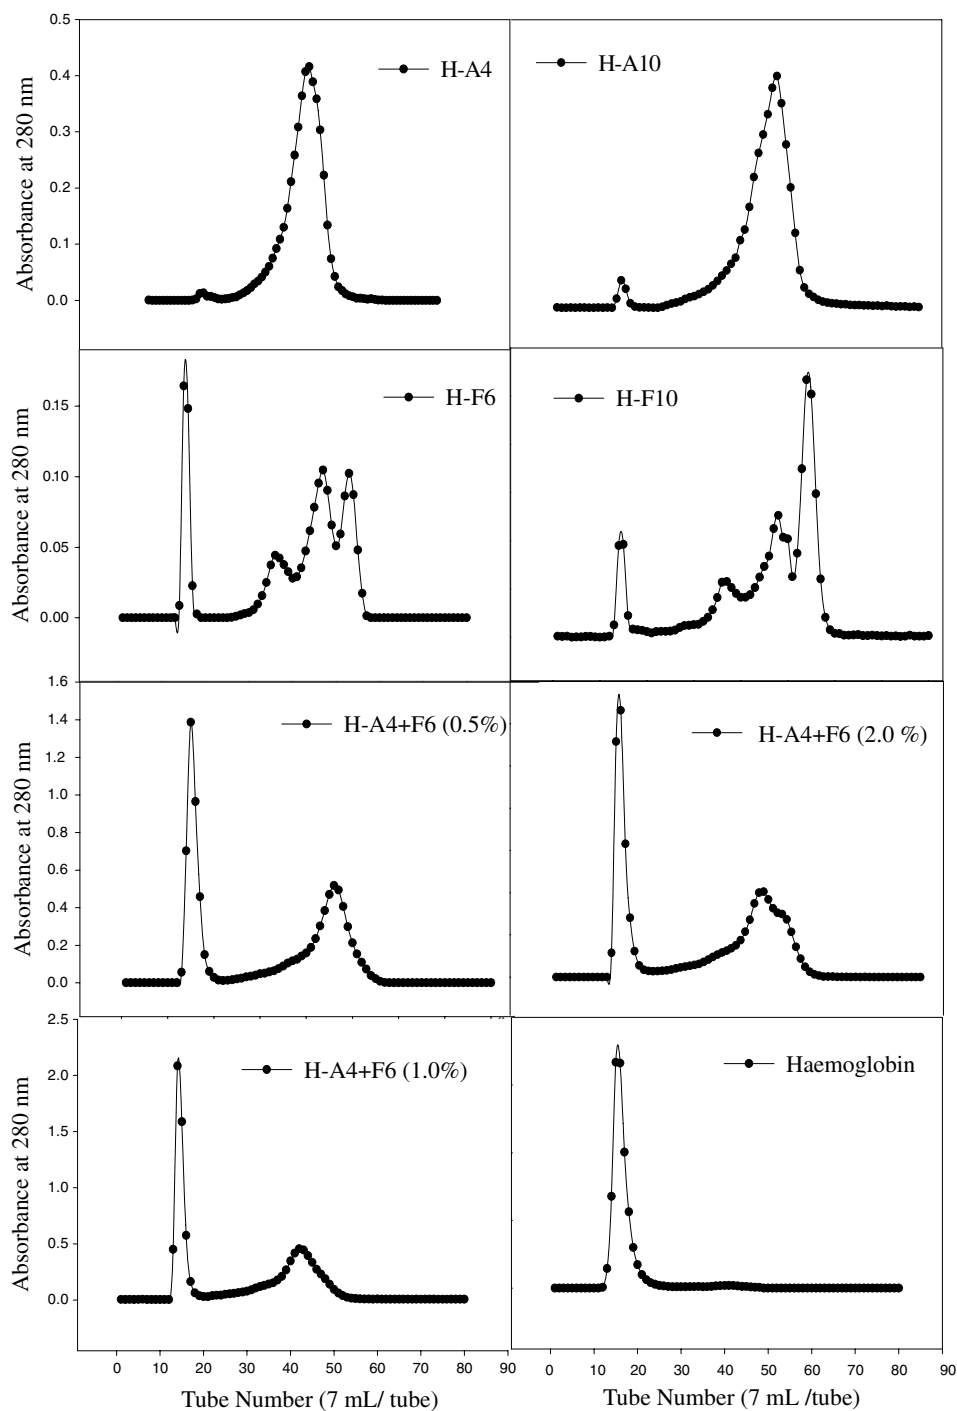 0.5
0.4
0.3
0.2
0.1
0.0
Absorbance at 280 nm
H-A4
H-A10
0.15
0.10
0.05
0.00
Absorbance at 280 nm
H-F6
H-F10
1.6
1.4
1.2
1.0
0.8
0.6
0.4
0.2
0.0
Absorbance at 280 nm
H-A4+F6 (0.5%)
H-A4+F6 (2.0 %)
2.5
2.0
1.5
1.0
0.5
0.0
Absorbance at 280 nm
H-A4+F6 (1.0%)
Haemoglobin
0 10 20 30 40 50 60 70 80 90
0 10 20 30 40 50 60 70 80 90
Tube Number (7 mL/ tube)
Tube Number (7 mL /tube)